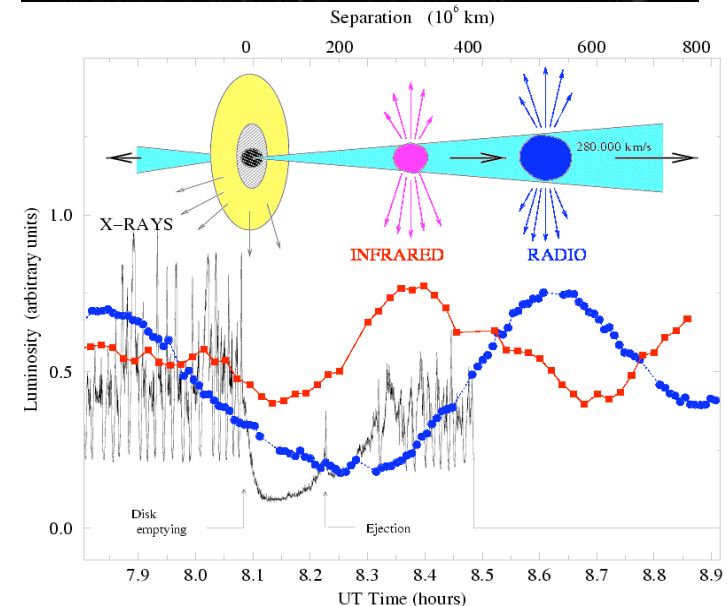 Separation (10⁶ km)
0 200 400 600 800
280.000 km/s
1.0
X-RAYS
INFRARED RADIO
Luminosity (arbitrary units)
0.5
Disk
emptying
Ejection
0.0
7.9 8.0 8.1 8.2 8.3 8.4 8.5 8.6 8.7 8.8 8.9
UT Time (hours)